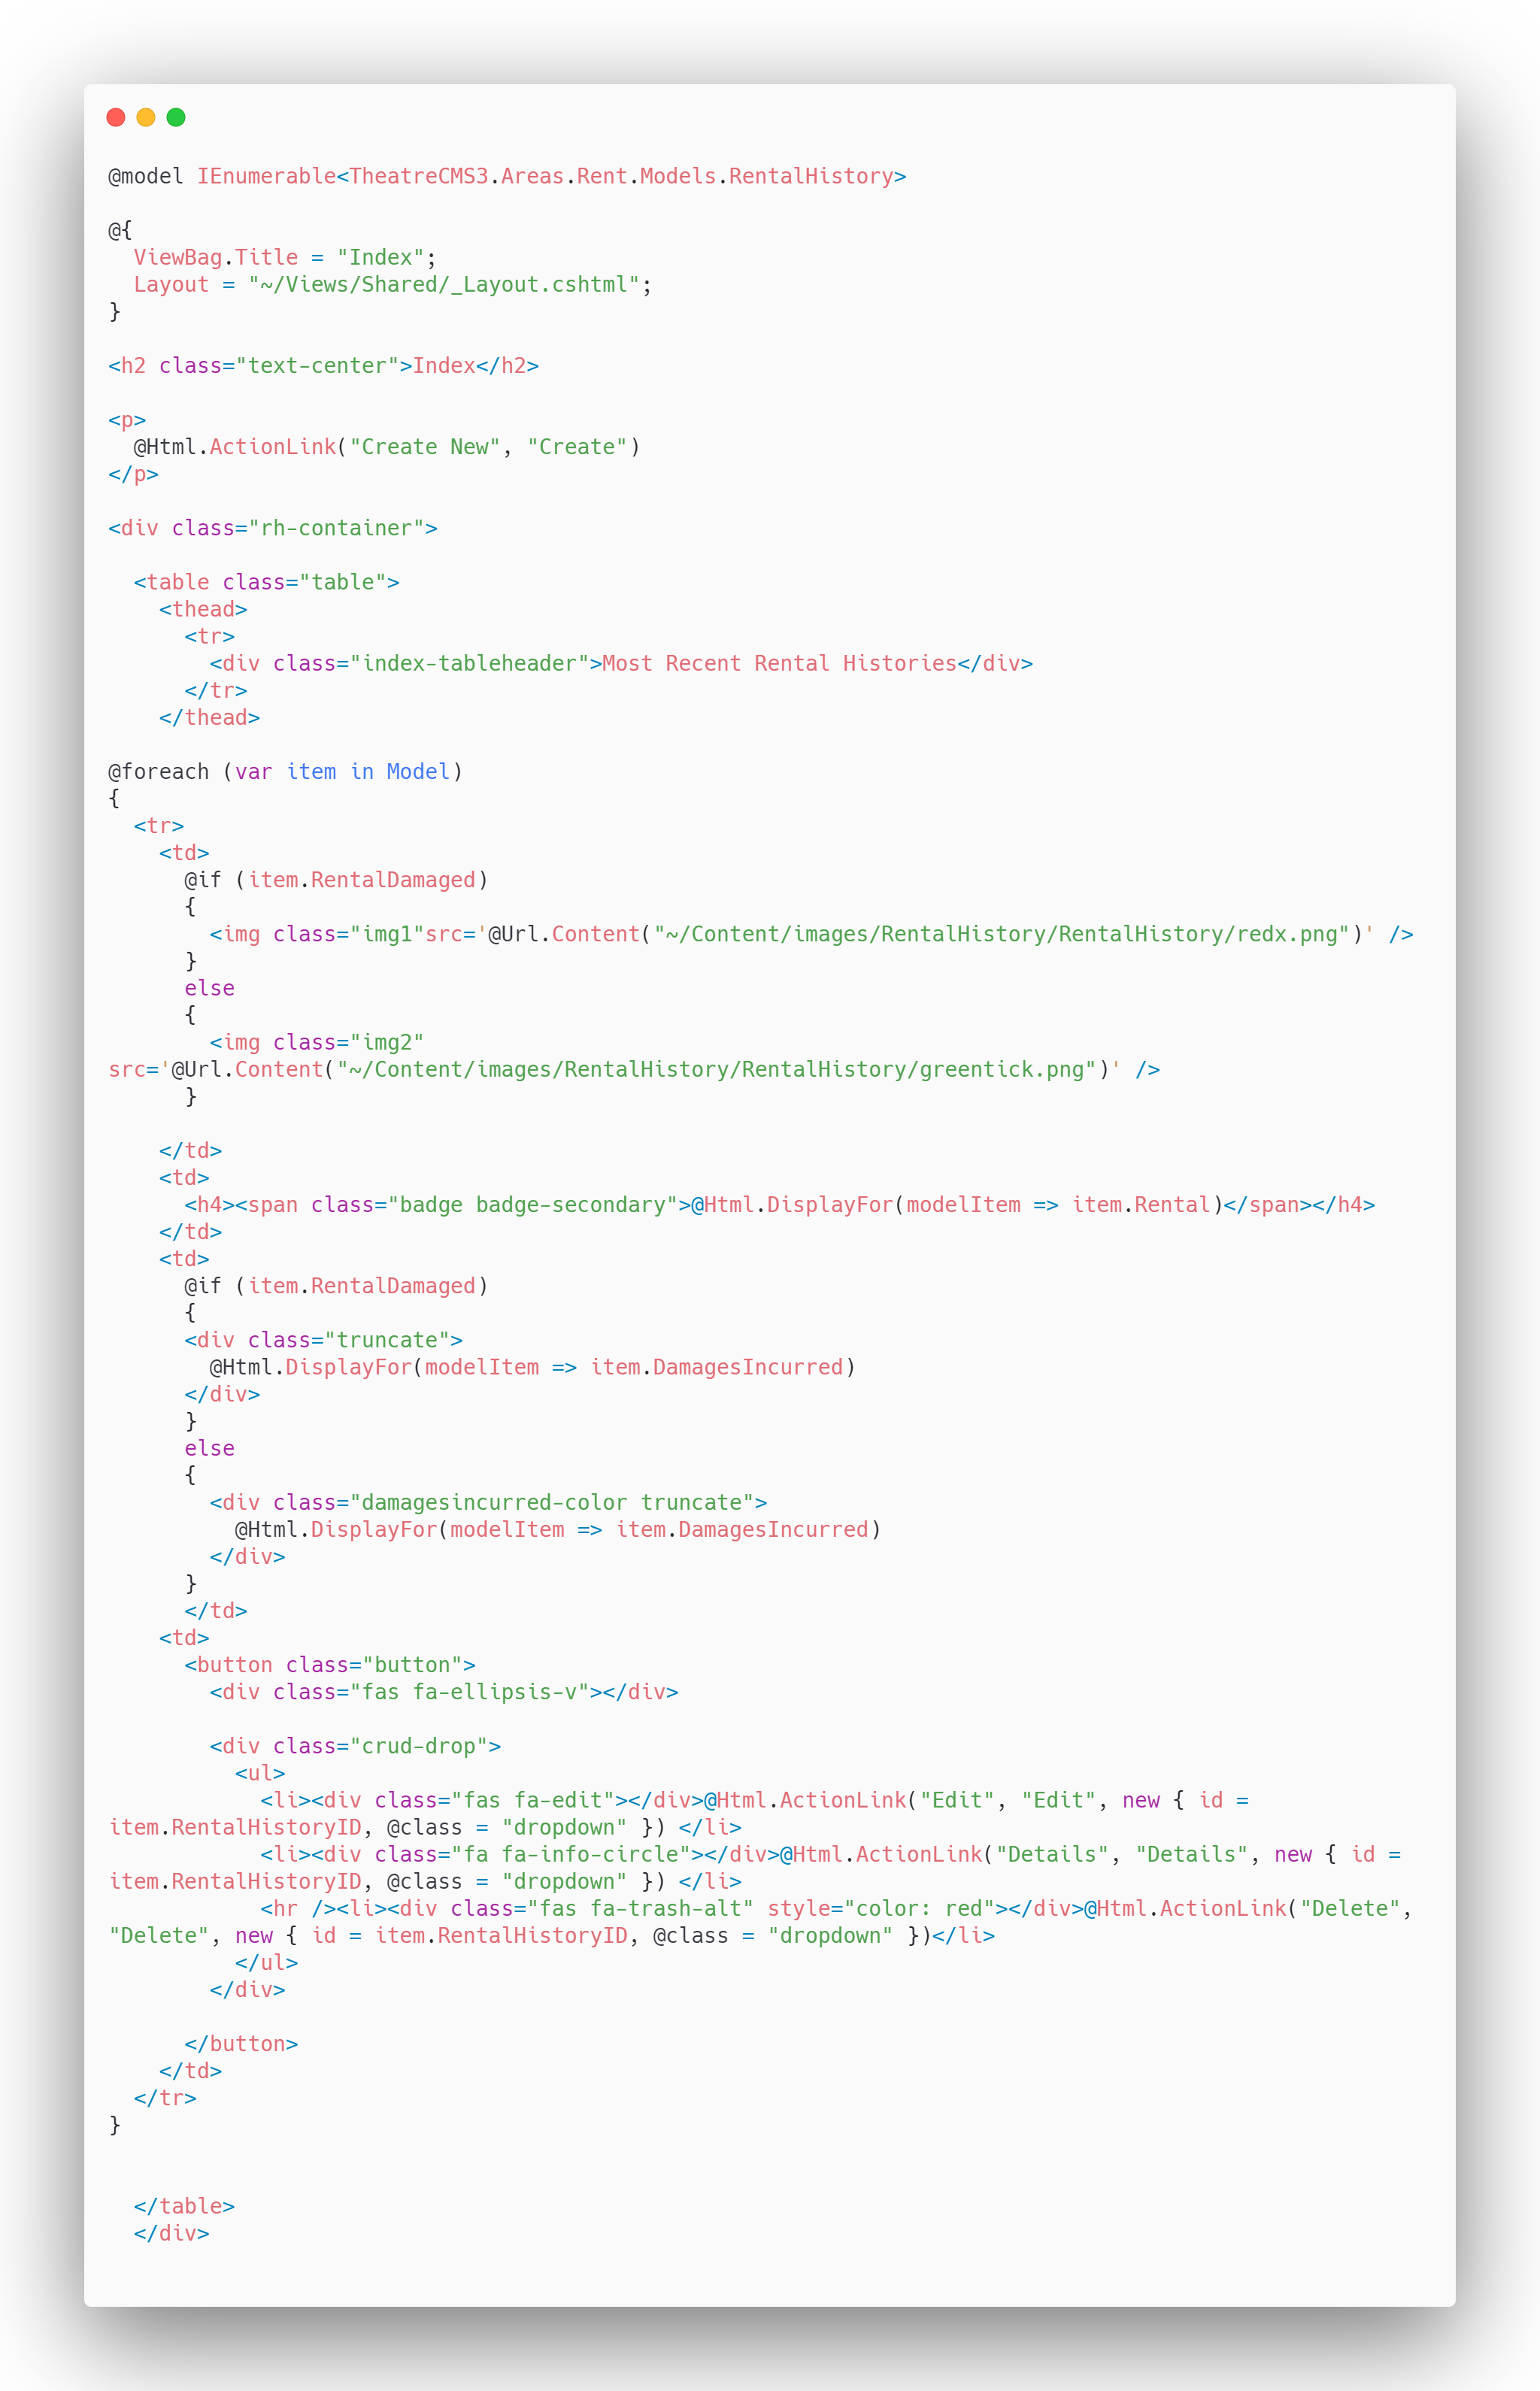 @model IEnumerable<TheatreCMS3.Areas.Rent.Models.RentalHistory>

@{
  ViewBag.Title = "Index";
  Layout = "~/Views/Shared/_Layout.cshtml";
}

<h2 class="text-center">Index</h2>

<p>
  @Html.ActionLink("Create New", "Create")
</p>

<div class="rh-container">

  <table class="table">
    <thead>
      <tr>
        <div class="index-tableheader">Most Recent Rental Histories</div>
      </tr>
    </thead>

@foreach (var item in Model)
{
  <tr>
    <td>
      @if (item.RentalDamaged)
      {
        <img class="img1"src='@Url.Content("~/Content/images/RentalHistory/RentalHistory/redx.png")' />
      }
      else
      {
        <img class="img2"
src='@Url.Content("~/Content/images/RentalHistory/RentalHistory/greentick.png")' />
      }

    </td>
    <td>
      <h4><span class="badge badge-secondary">@Html.DisplayFor(modelItem => item.Rental)</span></h4>
    </td>
    <td>
      @if (item.RentalDamaged)
      {
      <div class="truncate">
        @Html.DisplayFor(modelItem => item.DamagesIncurred)
      </div>
      }
      else
      {
        <div class="damagesincurred-color truncate">
          @Html.DisplayFor(modelItem => item.DamagesIncurred)
        </div>
      }
      </td>
    <td>
      <button class="button">
        <div class="fas fa-ellipsis-v"></div>

        <div class="crud-drop">
          <ul>
            <li><div class="fas fa-edit"></div>@Html.ActionLink("Edit", "Edit", new { id =
item.RentalHistoryID, @class = "dropdown" }) </li>
            <li><div class="fa fa-info-circle"></div>@Html.ActionLink("Details", "Details", new { id =
item.RentalHistoryID, @class = "dropdown" }) </li>
            <hr /><li><div class="fas fa-trash-alt" style="color: red"></div>@Html.ActionLink("Delete",
"Delete", new { id = item.RentalHistoryID, @class = "dropdown" })</li>
          </ul>
        </div>

      </button>
    </td>
  </tr>
}


  </table>
  </div>